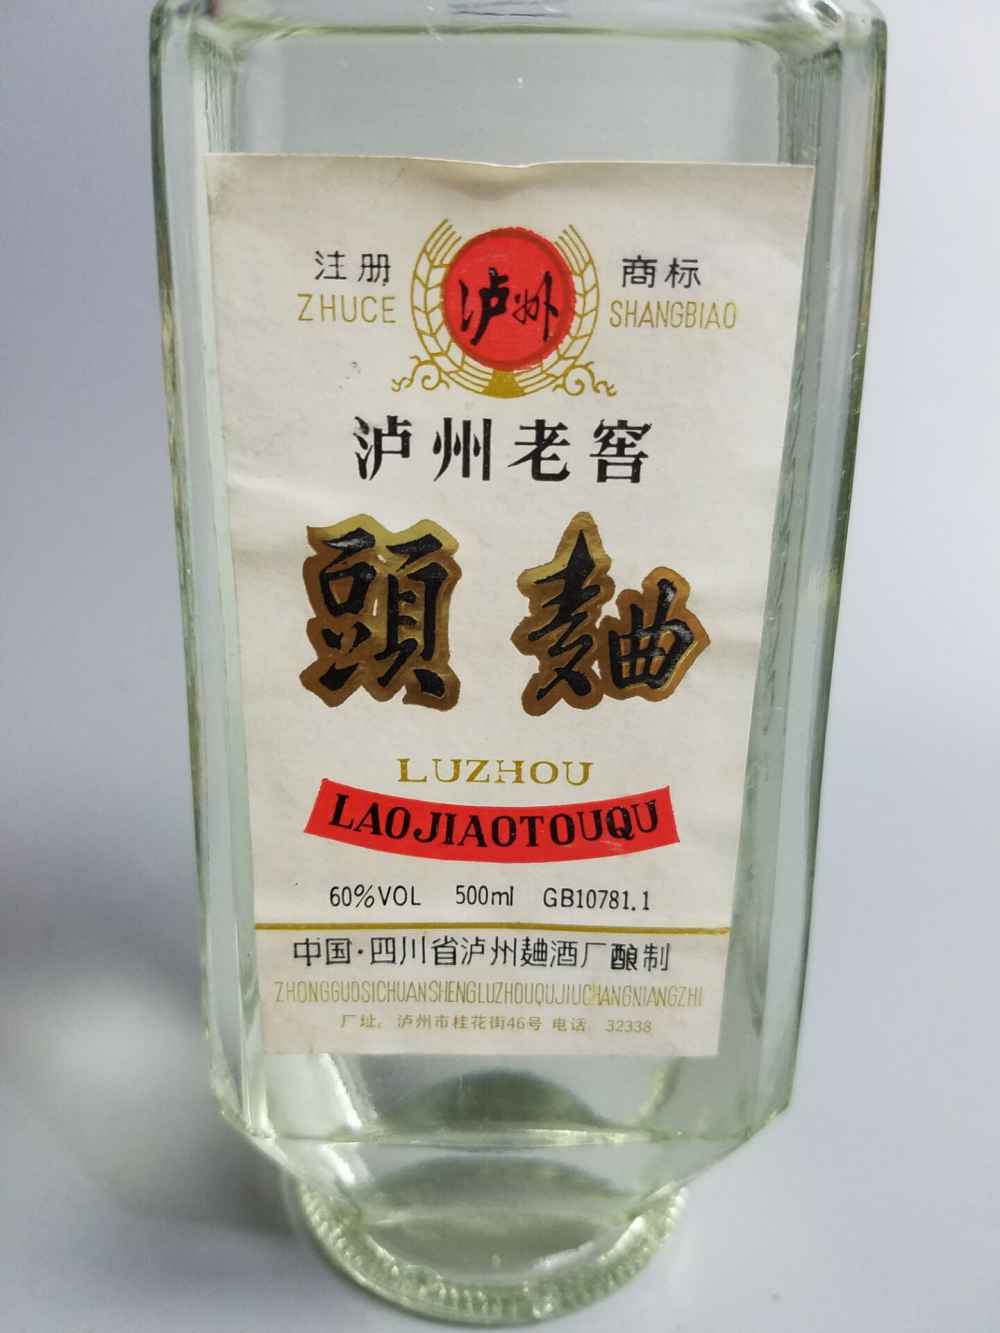 注册 泸州 商标
ZHUCE SHANGBIAO
泸州老窖
頭麯
LUZHOU
LAOJIAOTOUQU
60%VOL 500ml GB10781.1
中国·四川省泸州麯酒厂酿制
ZHONGGUOSICHUANSHENGLUZHOUQUJIUCHANGNIANGZHI
厂址: 泸州市桂花街46号 电话: 32338